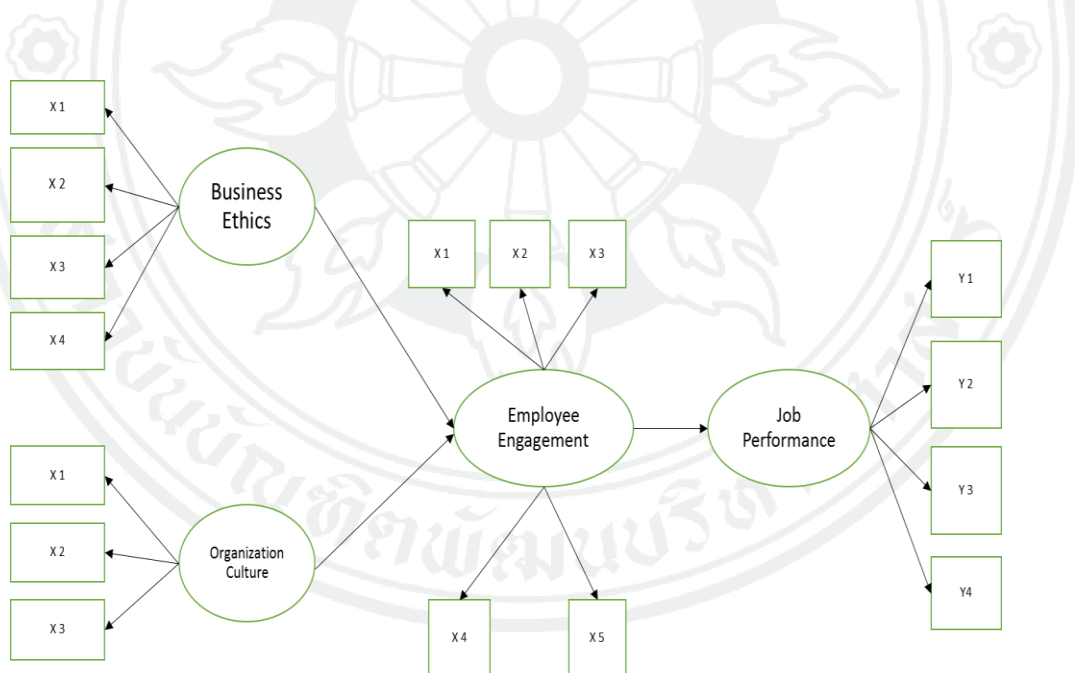 X 1
X 2
X 3
X 4
Business
Ethics
X 1
X 2
X 3
Y 1
Y 2
Y 3
Y4
Employee
Engagement
Job
Performance
X 1
X 2
X 3
Organization
Culture
X 4
X 5